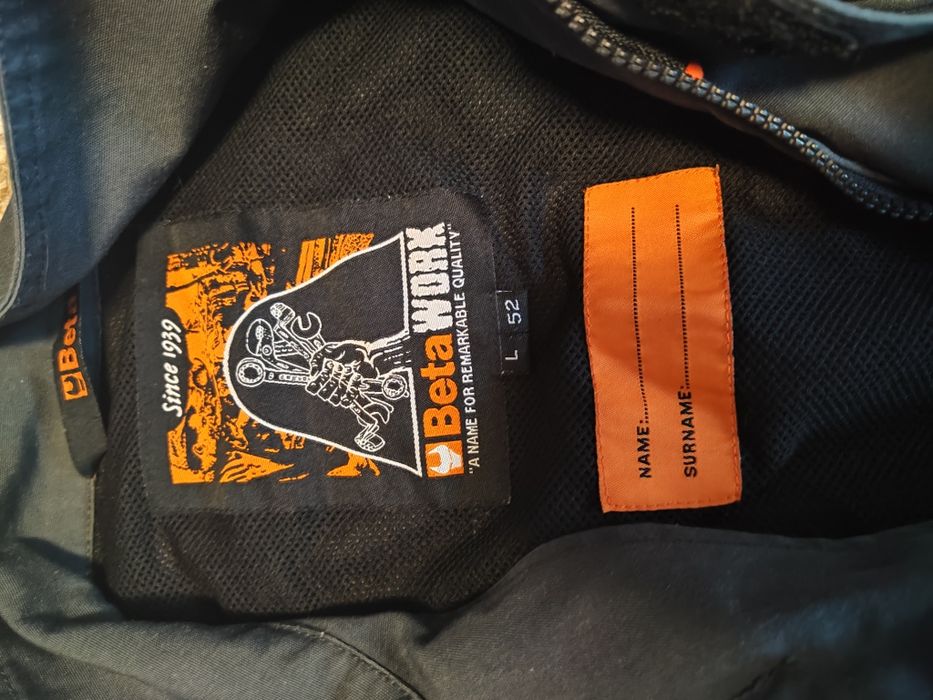 Beta
Since 1939
Beta WORK
"A NAME FOR REMARKABLE QUALITY"
L 52
NAME:
SURNAME: